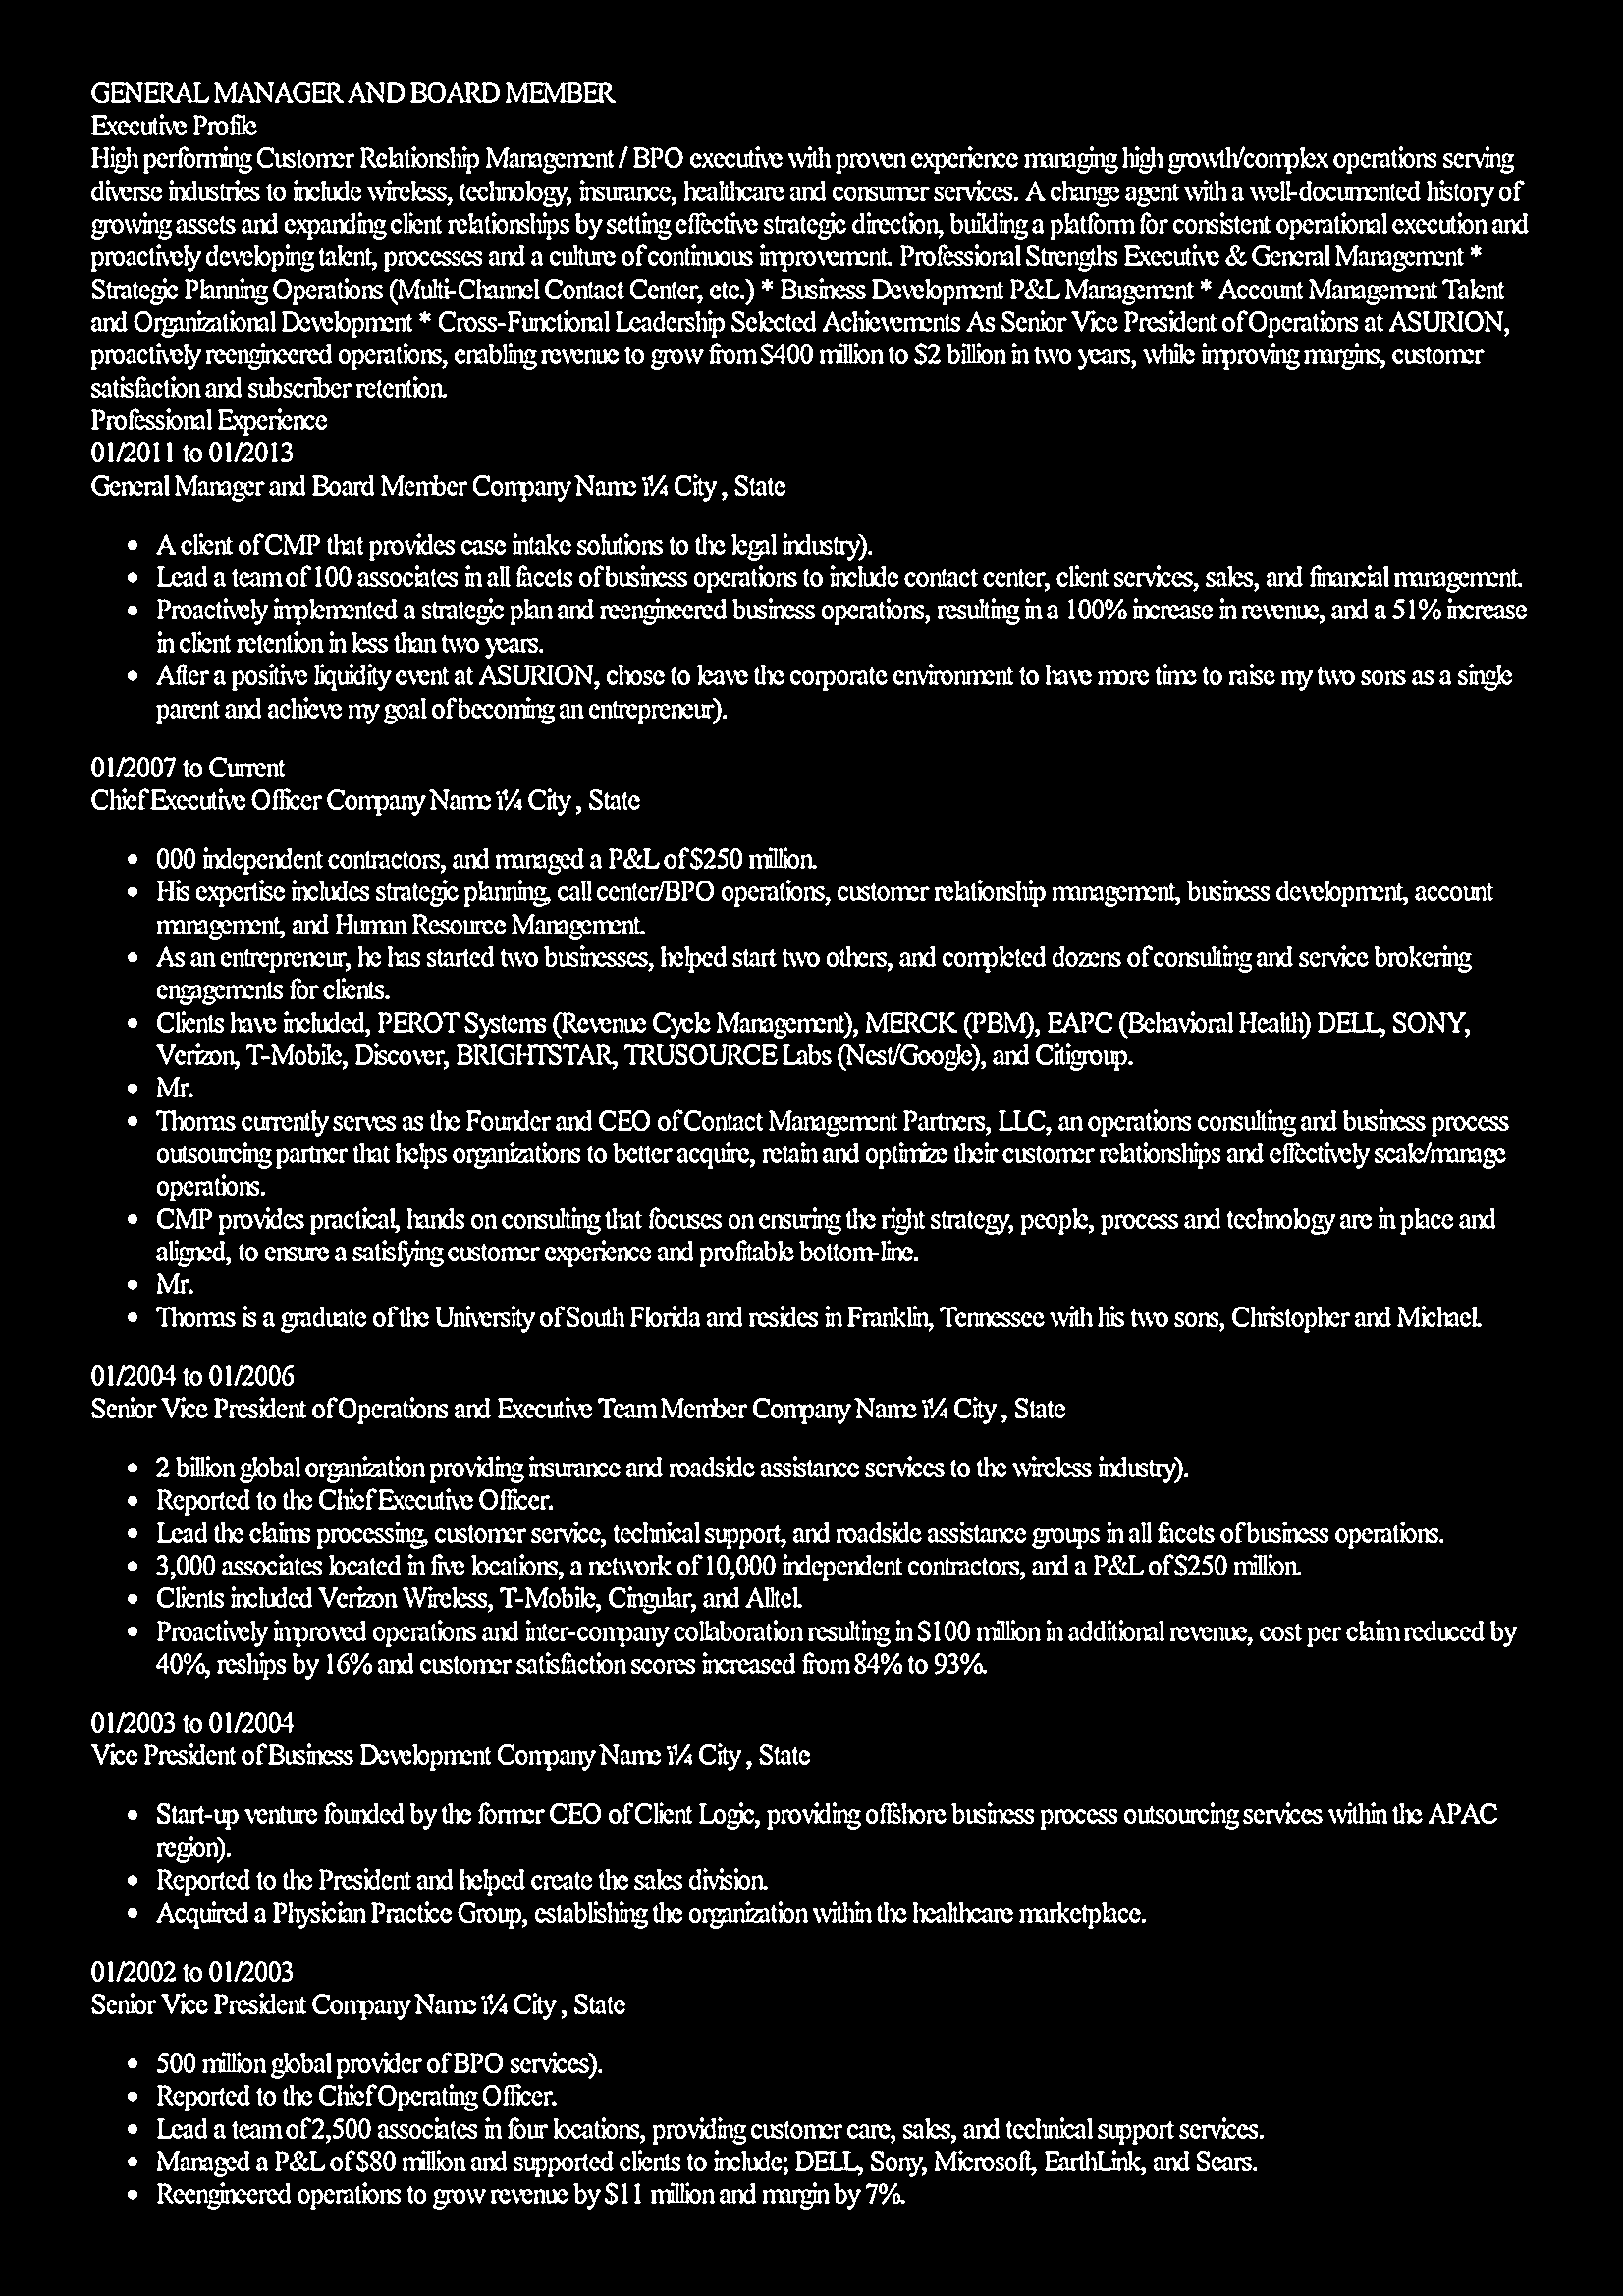 GENERAL MANAGER AND BOARD MEMBER
Executive Profile
High performing Customer Relationship Management / BPO executive with proven experience managing high growth/complex operations serving
diverse industries to include wireless, technology, insurance, healthcare and consumer services. A change agent with a well-documented history of
growing assets and expanding client relationships by setting effective strategic direction, building a platform for consistent operational execution and
proactively developing talent, processes and a culture of continuous improvement. Professional Strengths Executive & General Management *
Strategic Planning Operations (Multi-Channel Contact Center, etc.) * Business Development P&L Management * Account Management Talent
and Organizational Development * Cross-Functional Leadership Selected Achievements As Senior Vice President of Operations at ASURION,
proactively reengineered operations, enabling revenue to grow from $400 million to $2 billion in two years, while improving margins, customer
satisfaction and subscriber retention.
Professional Experience
01/2011 to 01/2013
General Manager and Board Member Company Name ï¼ City , State
• A client of CMP that provides case intake solutions to the legal industry).
• Lead a team of 100 associates in all facets of business operations to include contact center, client services, sales, and financial management.
• Proactively implemented a strategic plan and reengineered business operations, resulting in a 100% increase in revenue, and a 51% increase
in client retention in less than two years.
• After a positive liquidity event at ASURION, chose to leave the corporate environment to have more time to raise my two sons as a single
parent and achieve my goal of becoming an entrepreneur).
01/2007 to Current
Chief Executive Officer Company Name ï¼ City , State
• 000 independent contractors, and managed a P&L of $250 million.
• His expertise includes strategic planning, call center/BPO operations, customer relationship management, business development, account
management, and Human Resource Management.
• As an entrepreneur, he has started two businesses, helped start two others, and completed dozens of consulting and service brokering
engagements for clients.
• Clients have included, PEROT Systems (Revenue Cycle Management), MERCK (PBM), EAPC (Behavioral Health) DELL, SONY,
Verizon, T-Mobile, Discover, BRIGHTSTAR, TRUSOURCE Labs (Nest/Google), and Citigroup.
• Mr.
• Thomas currently serves as the Founder and CEO of Contact Management Partners, LLC, an operations consulting and business process
outsourcing partner that helps organizations to better acquire, retain and optimize their customer relationships and effectively scale/manage
operations.
• CMP provides practical, hands on consulting that focuses on ensuring the right strategy, people, process and technology are in place and
aligned, to ensure a satisfying customer experience and profitable bottom-line.
• Mr.
• Thomas is a graduate of the University of South Florida and resides in Franklin, Tennessee with his two sons, Christopher and Michael.
01/2004 to 01/2006
Senior Vice President of Operations and Executive Team Member Company Name ï¼ City , State
• 2 billion global organization providing insurance and roadside assistance services to the wireless industry).
• Reported to the Chief Executive Officer.
• Lead the claims processing, customer service, technical support, and roadside assistance groups in all facets of business operations.
• 3,000 associates located in five locations, a network of 10,000 independent contractors, and a P&L of $250 million.
• Clients included Verizon Wireless, T-Mobile, Cingular, and Alltel.
• Proactively improved operations and inter-company collaboration resulting in $100 million in additional revenue, cost per claim reduced by
40%, reships by 16% and customer satisfaction scores increased from 84% to 93%.
01/2003 to 01/2004
Vice President of Business Development Company Name ï¼ City , State
• Start-up venture founded by the former CEO of Client Logic, providing offshore business process outsourcing services within the APAC
region).
• Reported to the President and helped create the sales division.
• Acquired a Physician Practice Group, establishing the organization within the healthcare marketplace.
01/2002 to 01/2003
Senior Vice President Company Name ï¼ City , State
• 500 million global provider of BPO services).
• Reported to the Chief Operating Officer.
• Lead a team of 2,500 associates in four locations, providing customer care, sales, and technical support services.
• Managed a P&L of $80 million and supported clients to include; DELL, Sony, Microsoft, EarthLink, and Sears.
• Reengineered operations to grow revenue by $11 million and margin by 7%.